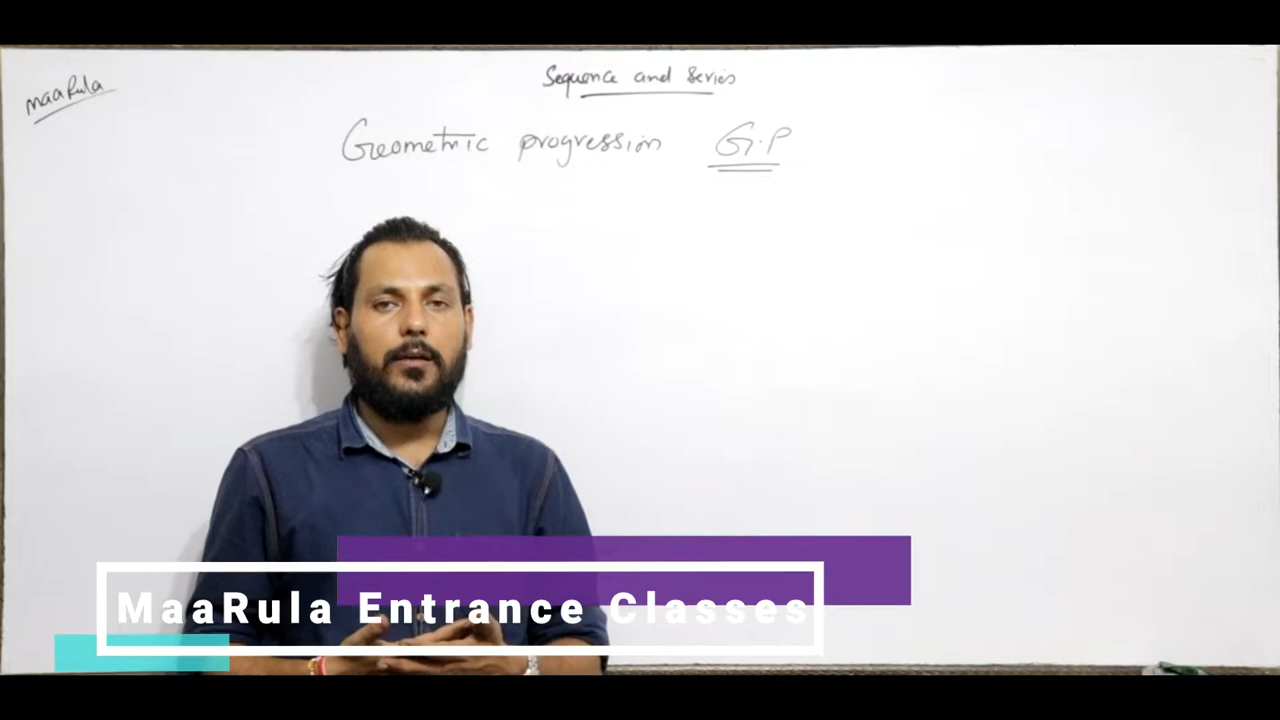 Sequence and Series
maaRula
Geometric progression G.P
MaaRula Entrance Classes